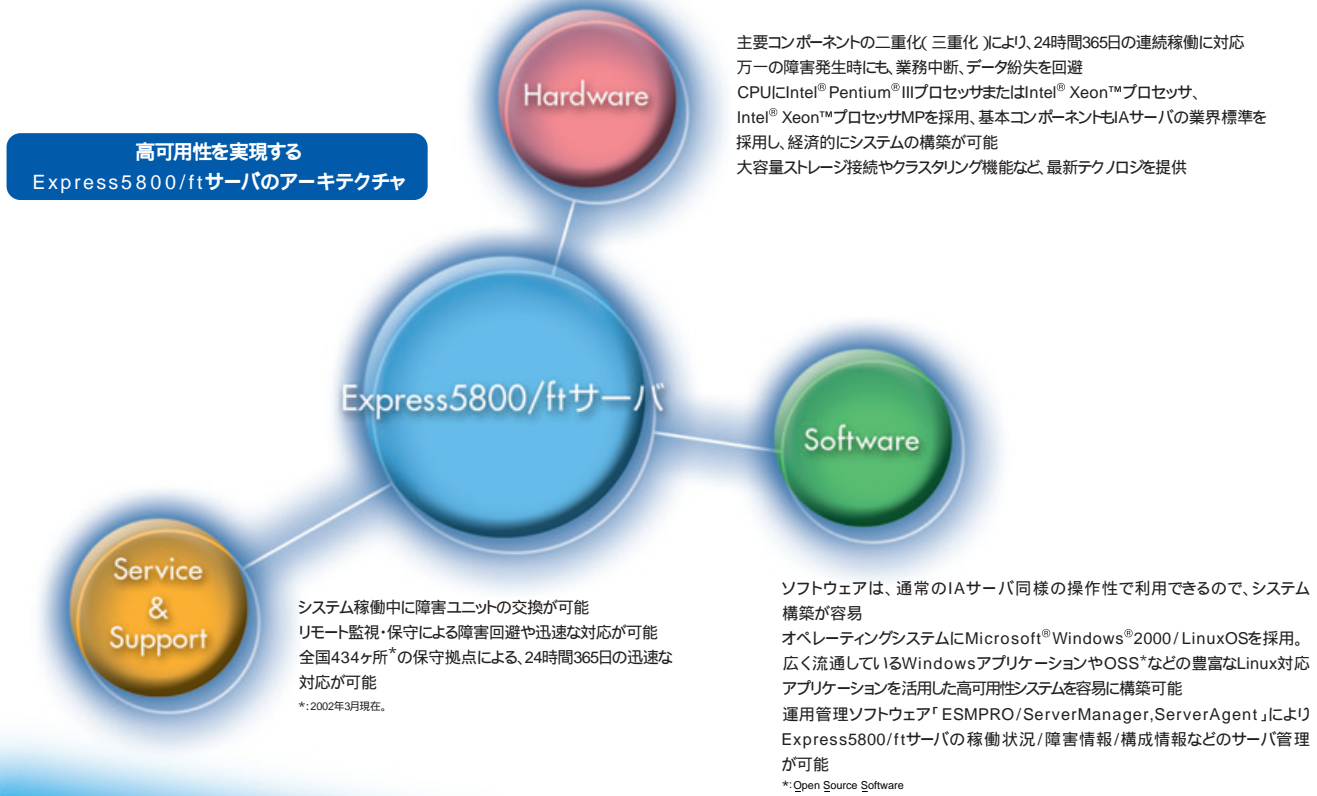 高可用性を実現する
Express5800/ftサーバのアーキテクチャ
Hardware
主要コンポーネントの二重化(三重化)により、24時間365日の連続稼働に対応
万一の障害発生時にも、業務中断、データ紛失を回避
CPUにIntel® Pentium®IIIプロセッサまたはIntel® Xeon™プロセッサ、
Intel® Xeon™プロセッサMPを採用、基本コンポーネントもIAサーバの業界標準を
採用し、経済的にシステムの構築が可能
大容量ストレージ接続やクラスタリング機能など、最新テクノロジを提供
Express5800/ftサーバ
Software
ソフトウェアは、通常のIAサーバ同様の操作性で利用できるので、システム
構築が容易
オペレーティングシステムにMicrosoft®Windows®2000/LinuxOSを採用。
広く流通しているWindowsアプリケーションやOSS*などの豊富なLinux対応
アプリケーションを活用した高可用性システムを容易に構築可能
運用管理ソフトウェア「ESMPRO/ServerManager,ServerAgent」により
Express5800/ftサーバの稼働状況/障害情報/構成情報などのサーバ管理
が可能
*:Open Source Software
Service
&
Support
システム稼働中に障害ユニットの交換が可能
リモート監視・保守による障害回避や迅速な対応が可能
全国434ヶ所*の保守拠点による、24時間365日の迅速な
対応が可能
*:2002年3月現在。